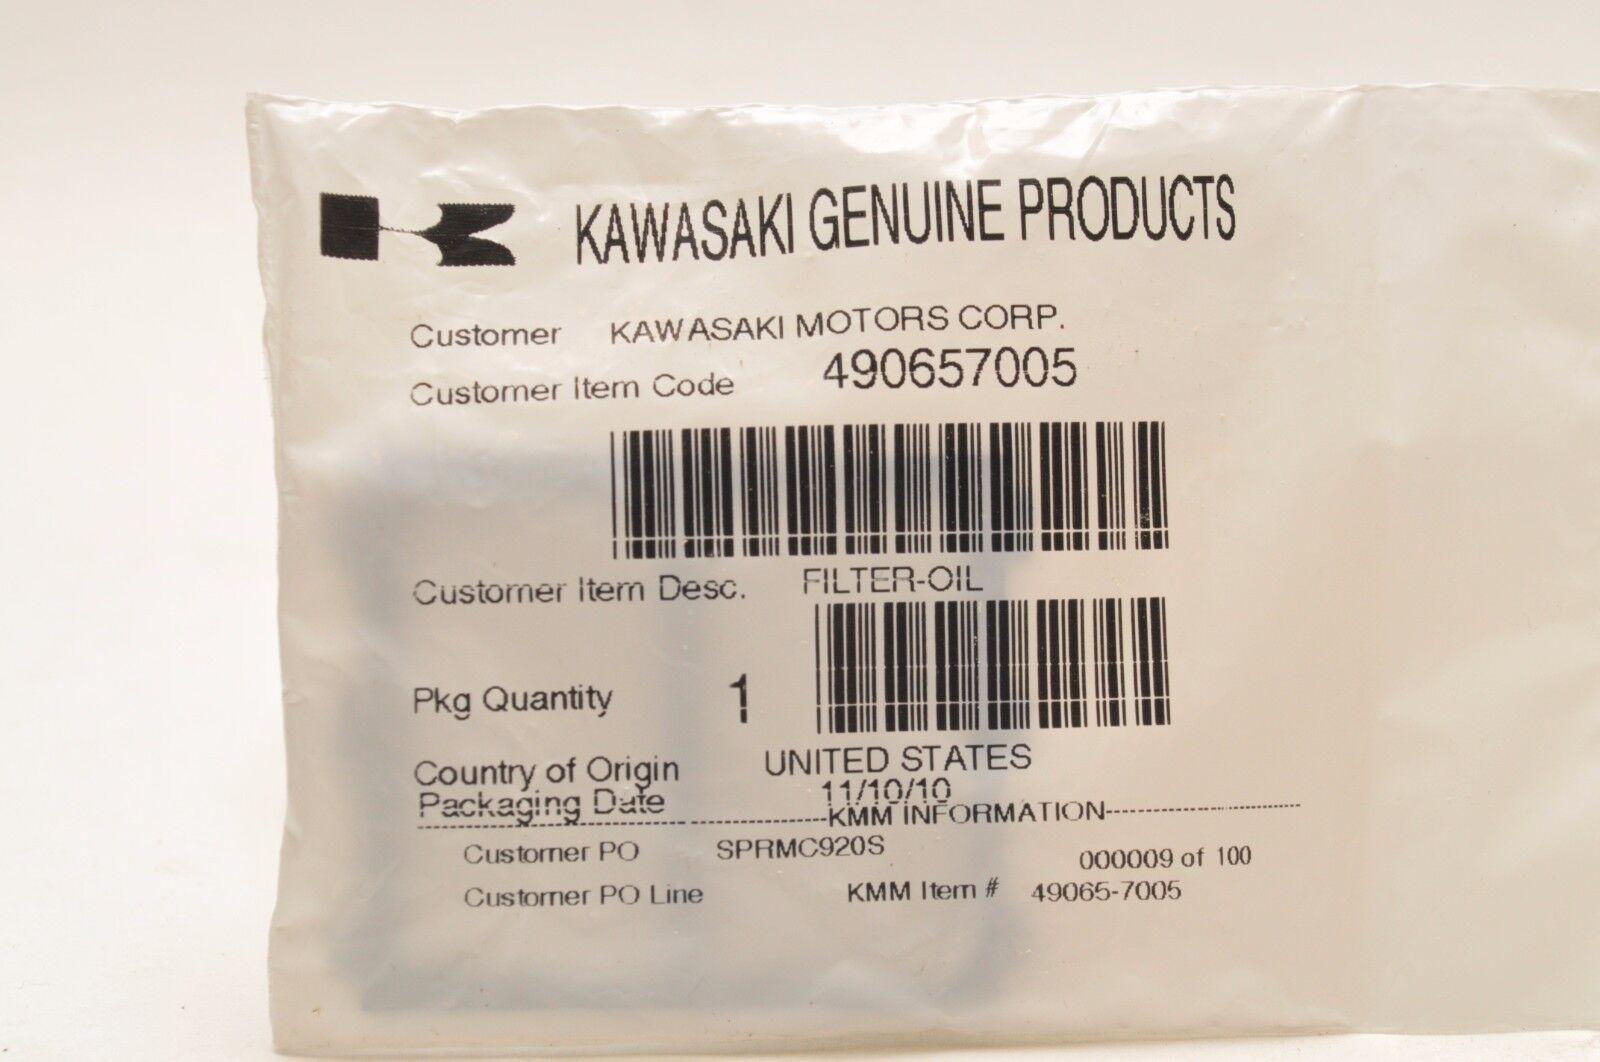 KAWASAKI GENUINE PRODUCTS
Customer KAWASAKI MOTORS CORP.
Customer Item Code 490657005
Customer Item Desc. FILTER-OIL
Pkg Quantity 1
Country of Origin UNITED STATES
Packaging Date 11/10/10
KMM INFORMATION
Customer PO SPRMC920S 000009 of 100
Customer PO Line KMM Item # 49065-7005